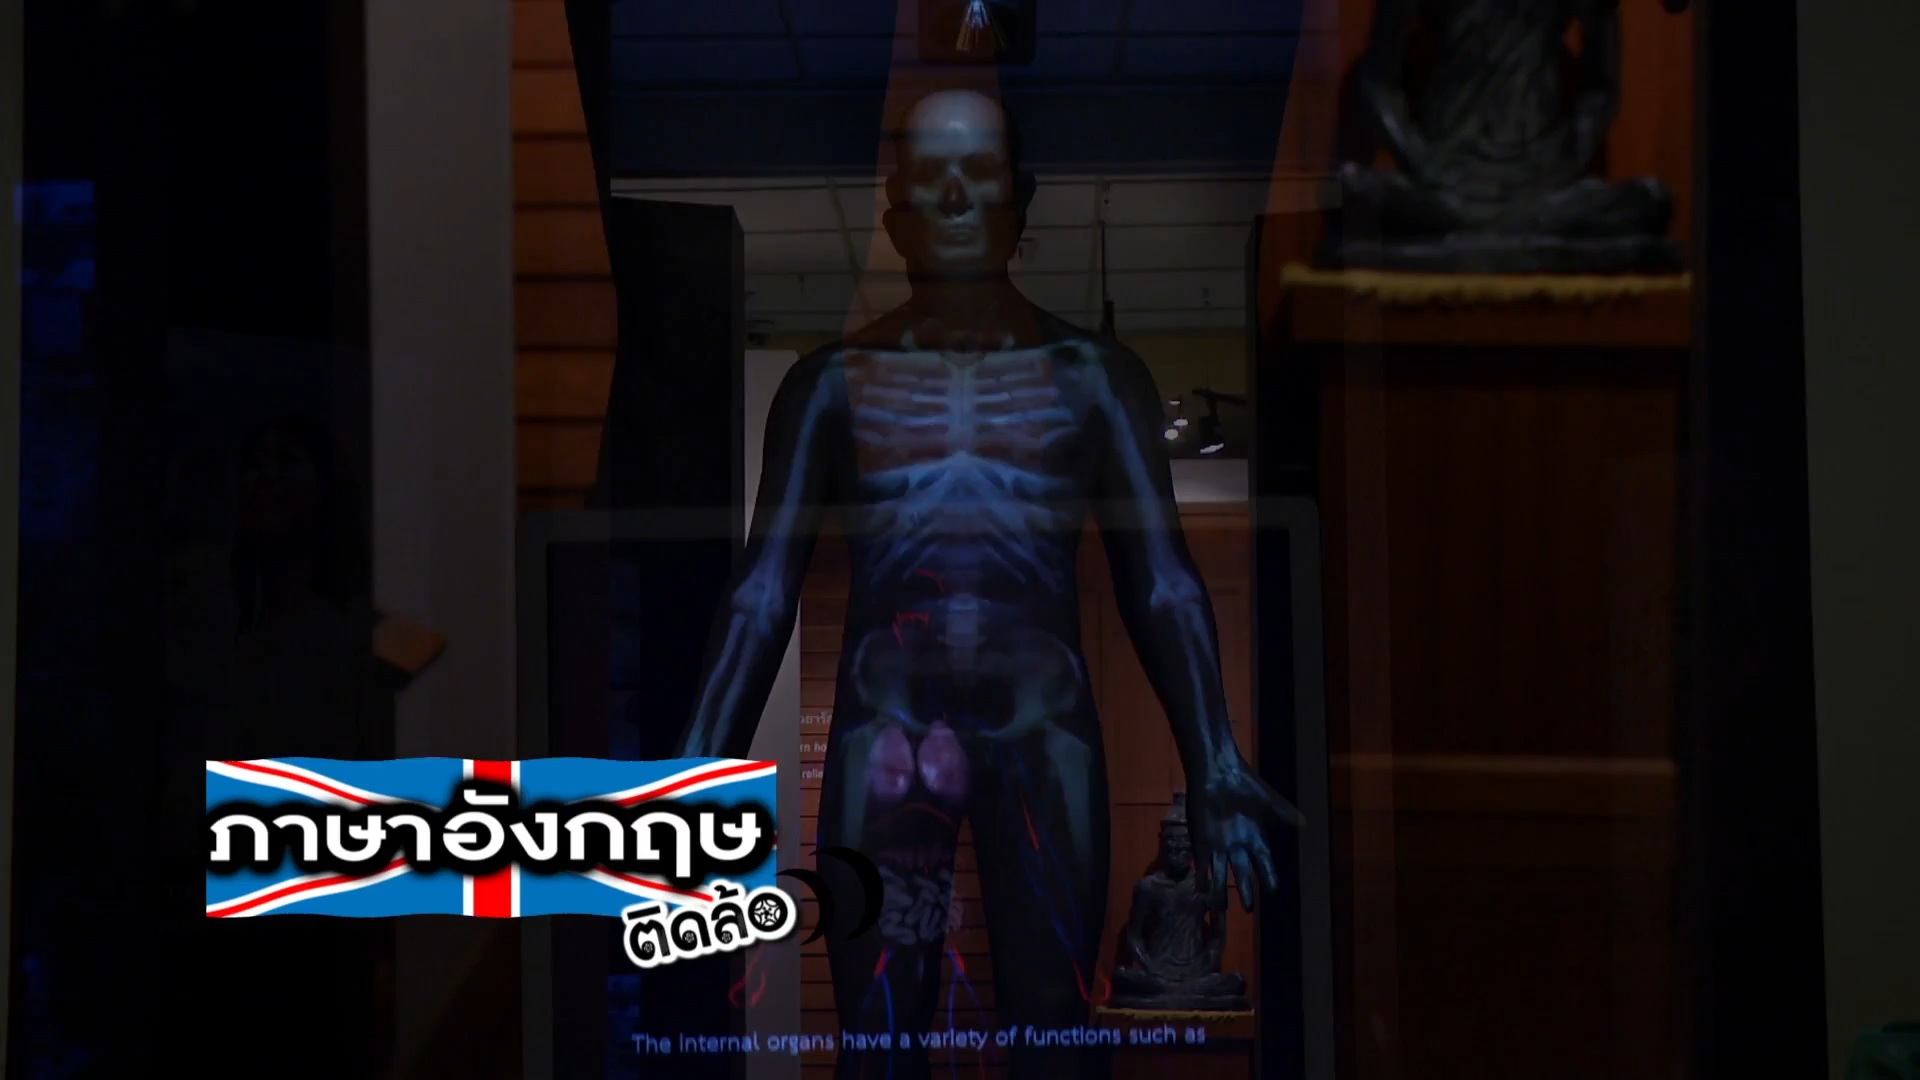 ภาษาอังกฤษ
ติดล้อ
The internal organs have a variety of functions such as